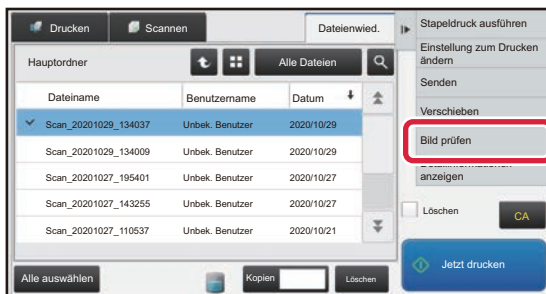 Drucken
Scannen
Dateienwied.
Hauptordner
Alle Dateien
Dateiname Benutzername Datum
Scan_20201029_134037 Unbek. Benutzer 2020/10/29
Scan_20201029_134009 Unbek. Benutzer 2020/10/29
Scan_20201027_195401 Unbek. Benutzer 2020/10/27
Scan_20201027_143255 Unbek. Benutzer 2020/10/27
Scan_20201027_110537 Unbek. Benutzer 2020/10/21
Alle auswählen
Kopien
Löschen
Stapeldruck ausführen
Einstellung zum Drucken
ändern
Senden
Verschieben
Bild prüfen
Detailinformationen
anzeigen
Löschen
CA
Jetzt drucken